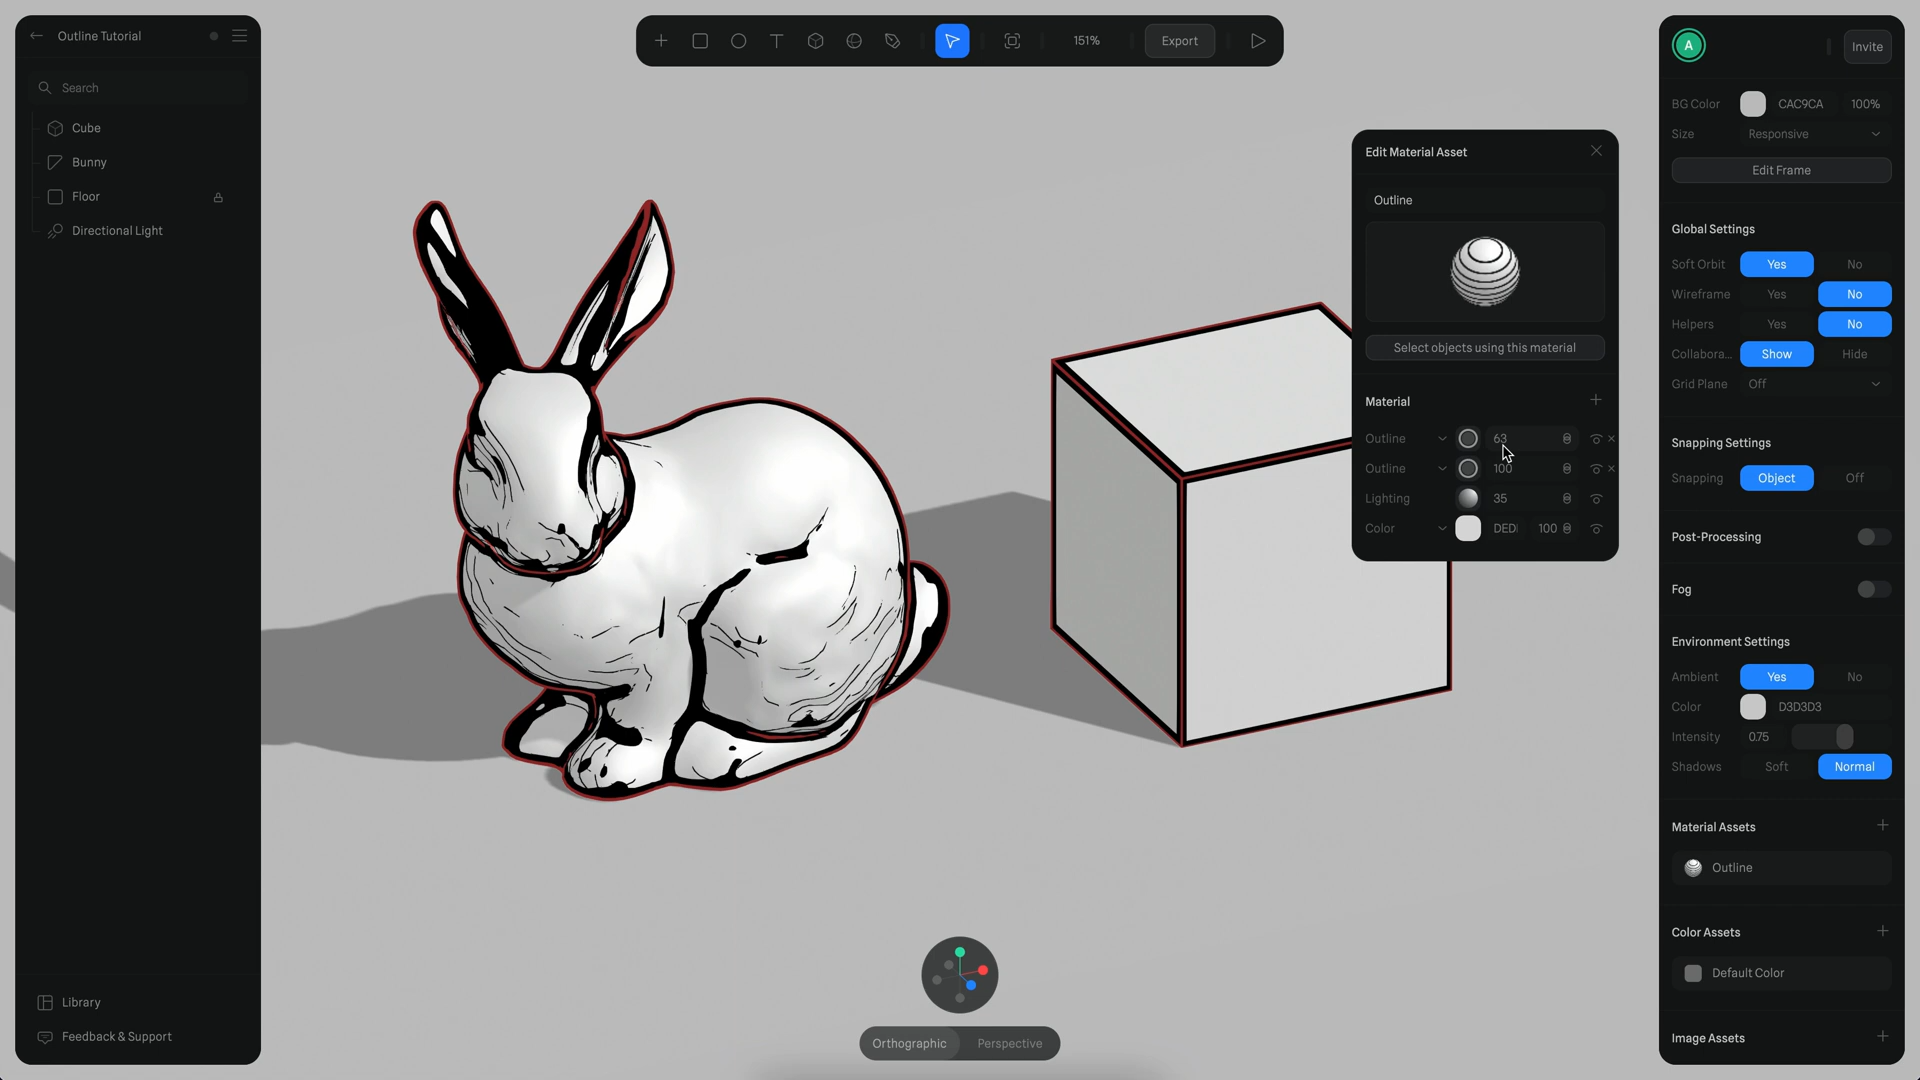 Outline Tutorial
Search
Cube
Bunny
Floor
Directional Light
Library
Feedback & Support
151%
Export
Orthographic
Perspective
Edit Material Asset
Outline
Select objects using this material
Material
Outline 63
Outline 100
Lighting 35
Color DED 100
A
Invite
BG Color CAC9CA 100%
Size Responsive
Edit Frame
Global Settings
Soft Orbit Yes No
Wireframe Yes No
Helpers Yes No
Collabora... Show Hide
Grid Plane Off
Snapping Settings
Snapping Object Off
Post-Processing
Fog
Environment Settings
Ambient Yes No
Color D3D3D3
Intensity 0.75
Shadows Soft Normal
Material Assets
Outline
Color Assets
Default Color
Image Assets